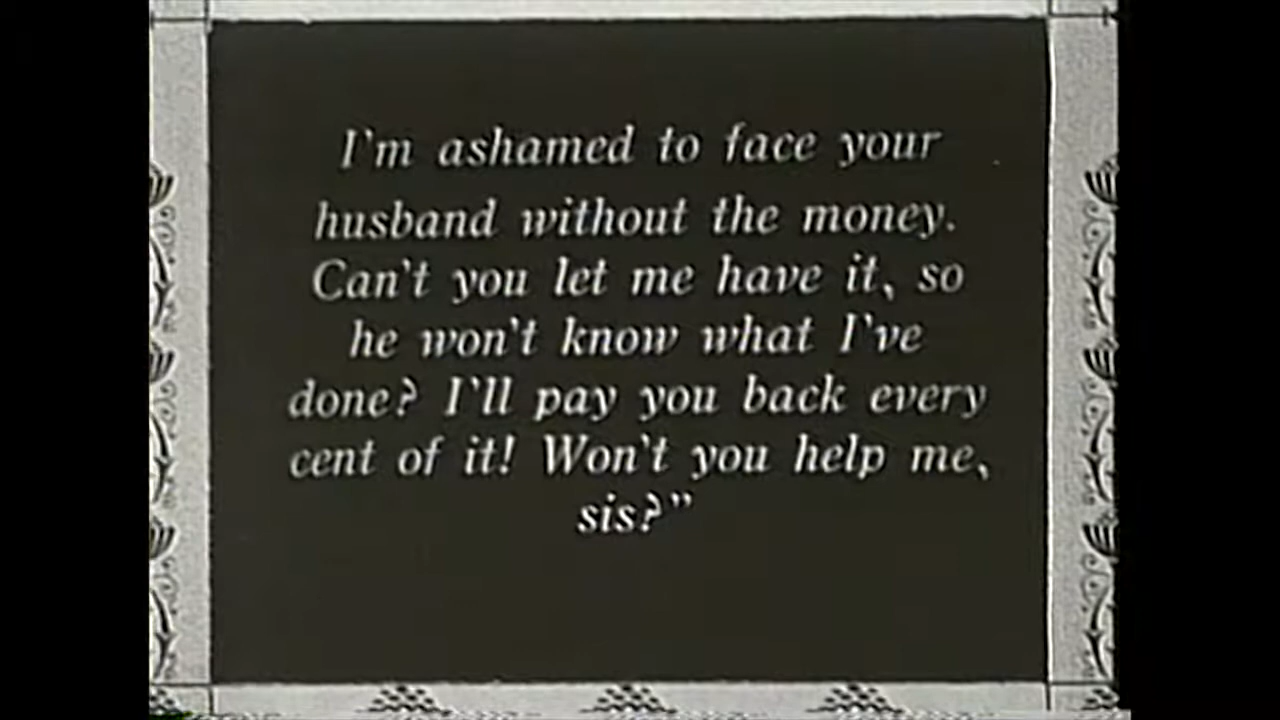 I'm ashamed to face your
husband without the money.
Can't you let me have it, so
he won't know what I've
done? I'll pay you back every
cent of it! Won't you help me,
sis?”